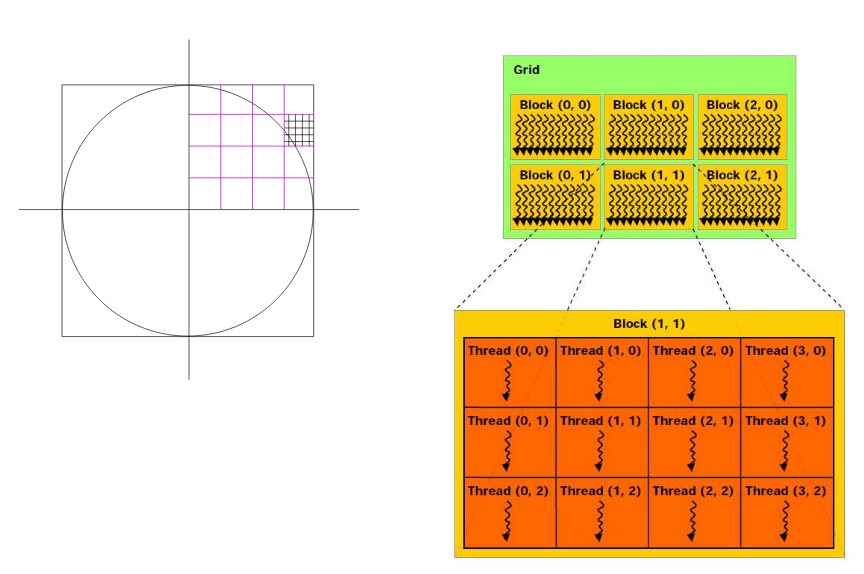 Grid
Block (0, 0) Block (1, 0) Block (2, 0)
Block (0, 1) Block (1, 1) Block (2, 1)
Block (1, 1)
Thread (0, 0) Thread (1, 0) Thread (2, 0) Thread (3, 0)
Thread (0, 1) Thread (1, 1) Thread (2, 1) Thread (3, 1)
Thread (0, 2) Thread (1, 2) Thread (2, 2) Thread (3, 2)